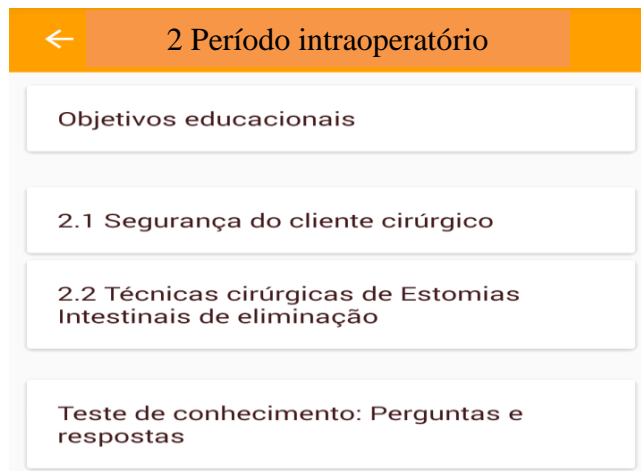 2 Período intraoperatório
Objetivos educacionais
2.1 Segurança do cliente cirúrgico
2.2 Técnicas cirúrgicas de Estomias
Intestinais de eliminação
Teste de conhecimento: Perguntas e
respostas